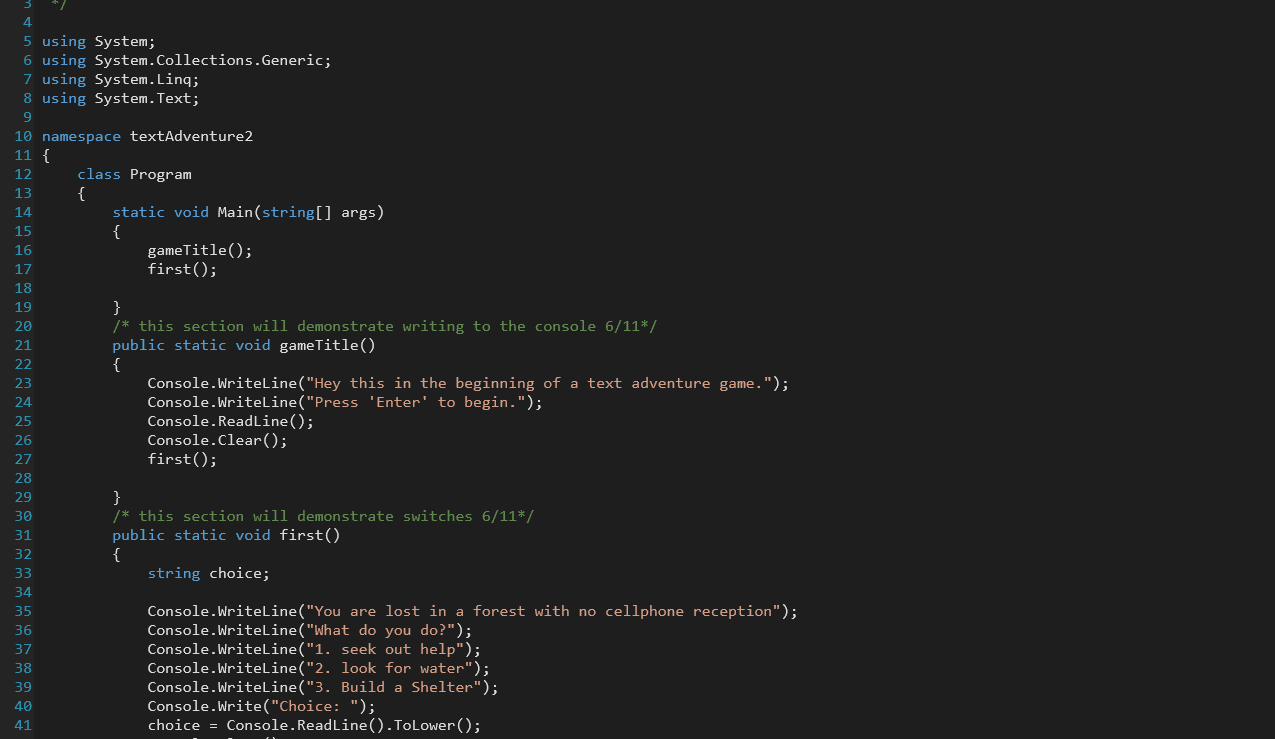 3 */
4
5 using System;
6 using System.Collections.Generic;
7 using System.Linq;
8 using System.Text;
9
10 namespace textAdventure2
11 {
12     class Program
13     {
14         static void Main(string[] args)
15         {
16             gameTitle();
17             first();
18
19         }
20         /* this section will demonstrate writing to the console 6/11*/
21         public static void gameTitle()
22         {
23             Console.WriteLine("Hey this in the beginning of a text adventure game.");
24             Console.WriteLine("Press 'Enter' to begin.");
25             Console.ReadLine();
26             Console.Clear();
27             first();
28
29         }
30         /* this section will demonstrate switches 6/11*/
31         public static void first()
32         {
33             string choice;
34
35             Console.WriteLine("You are lost in a forest with no cellphone reception");
36             Console.WriteLine("What do you do?");
37             Console.WriteLine("1. seek out help");
38             Console.WriteLine("2. look for water");
39             Console.WriteLine("3. Build a Shelter");
40             Console.Write("Choice: ");
41             choice = Console.ReadLine().ToLower();